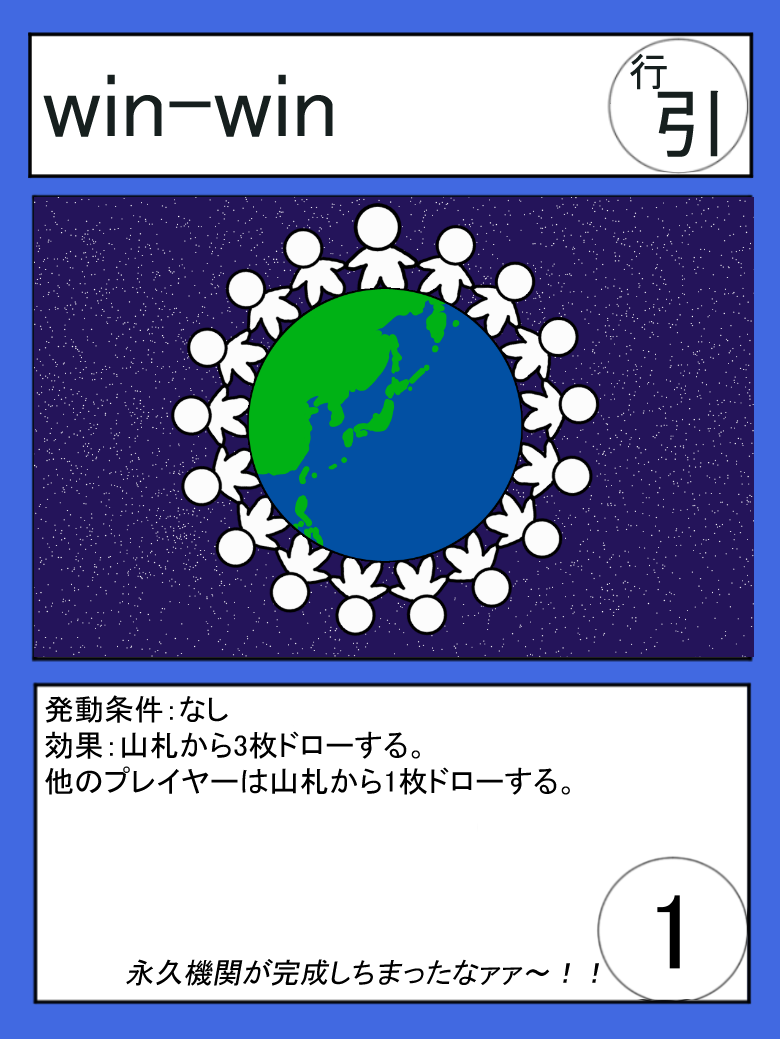 win-win
行
引
発動条件：なし
効果：山札から3枚ドローする。
他のプレイヤーは山札から1枚ドローする。
永久機関が完成しちまったなァァ～！！
1